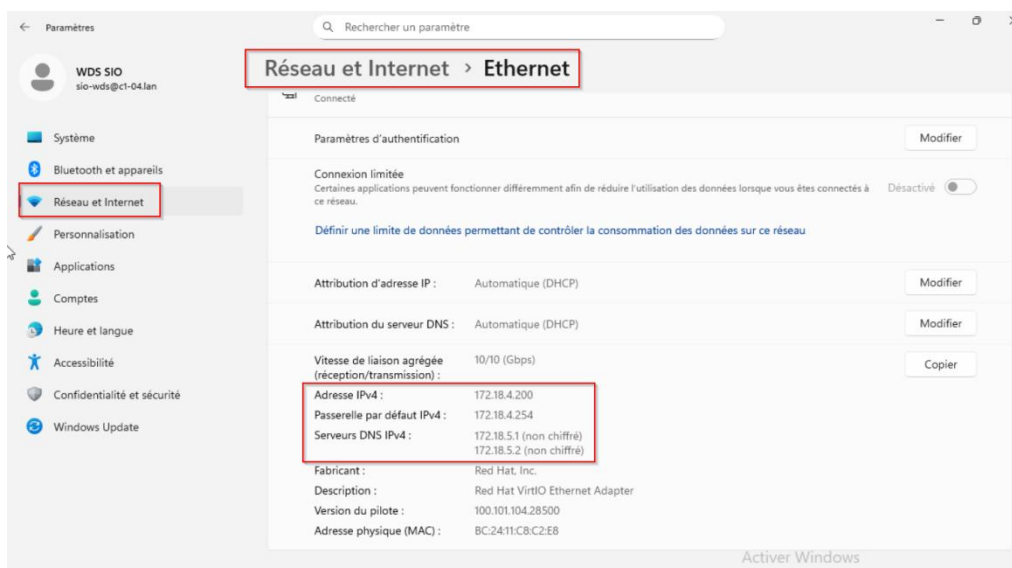 Paramètres
Rechercher un paramètre
WDS SIO
sio-wds@c1-04.lan
Réseau et Internet > Ethernet
Connecté
Système
Bluetooth et appareils
Réseau et Internet
Personnalisation
Applications
Comptes
Heure et langue
Accessibilité
Confidentialité et sécurité
Windows Update
Paramètres d'authentification
Modifier
Connexion limitée
Certaines applications peuvent fonctionner différemment afin de réduire l'utilisation des données lorsque vous êtes connectés à
ce réseau.
Désactivé
Définir une limite de données permettant de contrôler la consommation des données sur ce réseau
Attribution d'adresse IP : Automatique (DHCP)
Modifier
Attribution du serveur DNS : Automatique (DHCP)
Modifier
Vitesse de liaison agrégée 10/10 (Gbps)
(réception/transmission) :
Copier
Adresse IPv4 : 172.18.4.200
Passerelle par défaut IPv4 : 172.18.4.254
Serveurs DNS IPv4 : 172.18.5.1 (non chiffré)
172.18.5.2 (non chiffré)
Fabricant : Red Hat, Inc.
Description : Red Hat VirtIO Ethernet Adapter
Version du pilote : 100.101.104.28500
Adresse physique (MAC) : BC:24:11:C8:C2:E8
Activer Windows